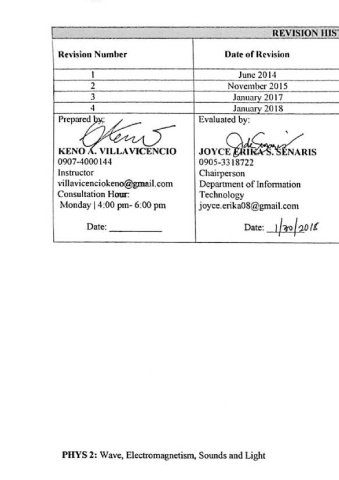 REVISION HIS
Revision Number
Date of Revision
1
June 2014
2
November 2015
3
January 2017
4
January 2018
Prepared by:
KENO A. VILLAVICENCIO
0907-4000144
Instructor
villavicenciokeno@gmail.com
Consultation Hour:
Monday | 4:00 pm- 6:00 pm
Date:
Evaluated by:
JOYCE ERIKA S. SENARIS
0905-3318722
Chairperson
Department of Information
Technology
joyce.erika08@gmail.com
Date: 1/30/2018
PHYS 2: Wave, Electromagnetism, Sounds and Light